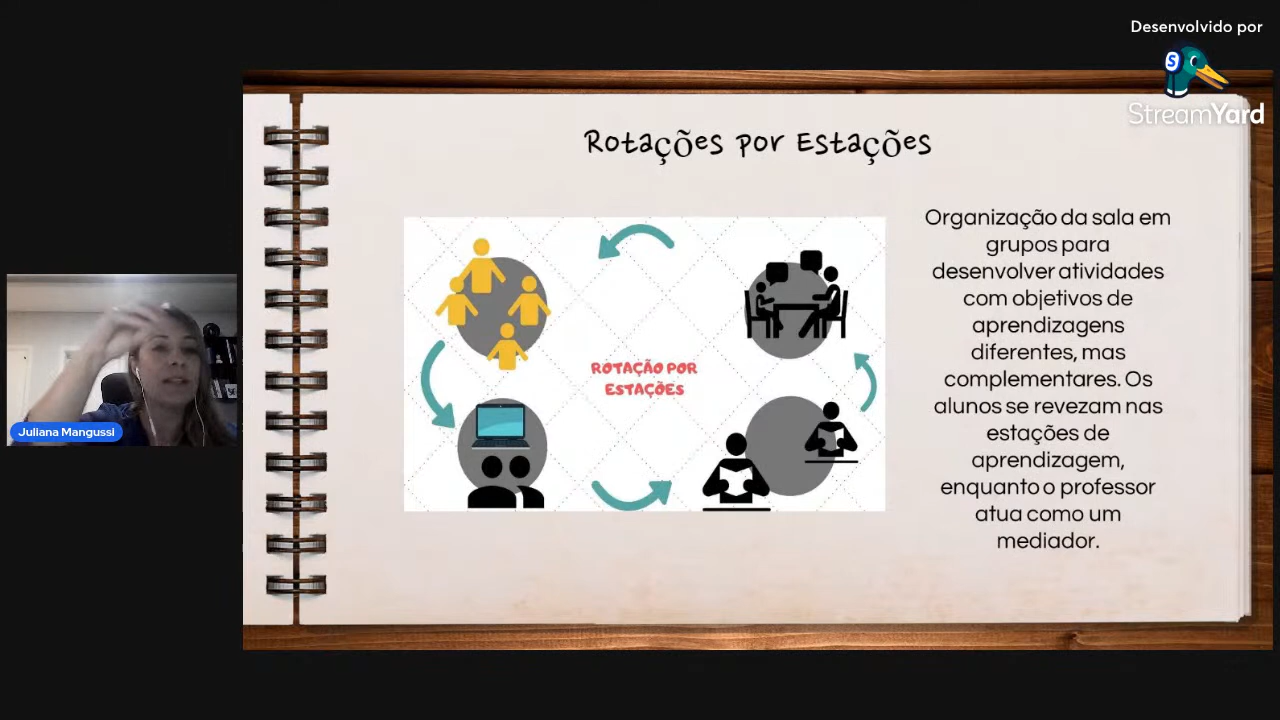 Desenvolvido por
StreamYard
Rotações por Estações
ROTAÇÃO POR
ESTAÇÕES
Organização da sala em
grupos para
desenvolver atividades
com objetivos de
aprendizagens
diferentes, mas
complementares. Os
alunos se revezam nas
estações de
aprendizagem,
enquanto o professor
atua como um
mediador.
Juliana Mangussi